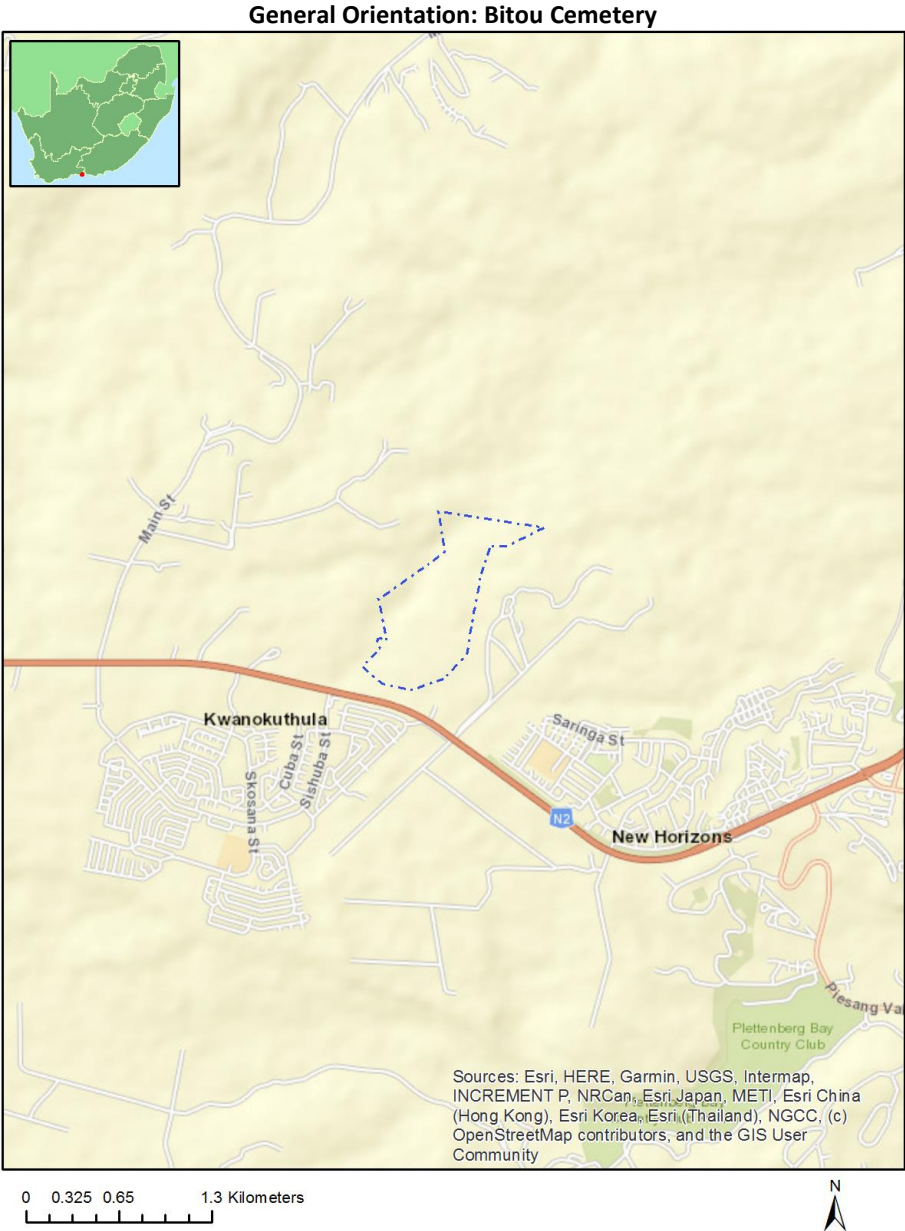 General Orientation: Bitou Cemetery
Main St
Kwanokuthula
Cuba St
Sishuba St
Skosana St
Saringa St
N2
New Horizons
Piesang Val
Plettenberg Bay
Country Club
Sources: Esri, HERE, Garmin, USGS, Intermap,
INCREMENT P, NRCan, Esri Japan, METI, Esri China
(Hong Kong), Esri Korea, Esri (Thailand), NGCC, (c)
OpenStreetMap contributors, and the GIS User
Community
0 0.325 0.65 1.3 Kilometers
N